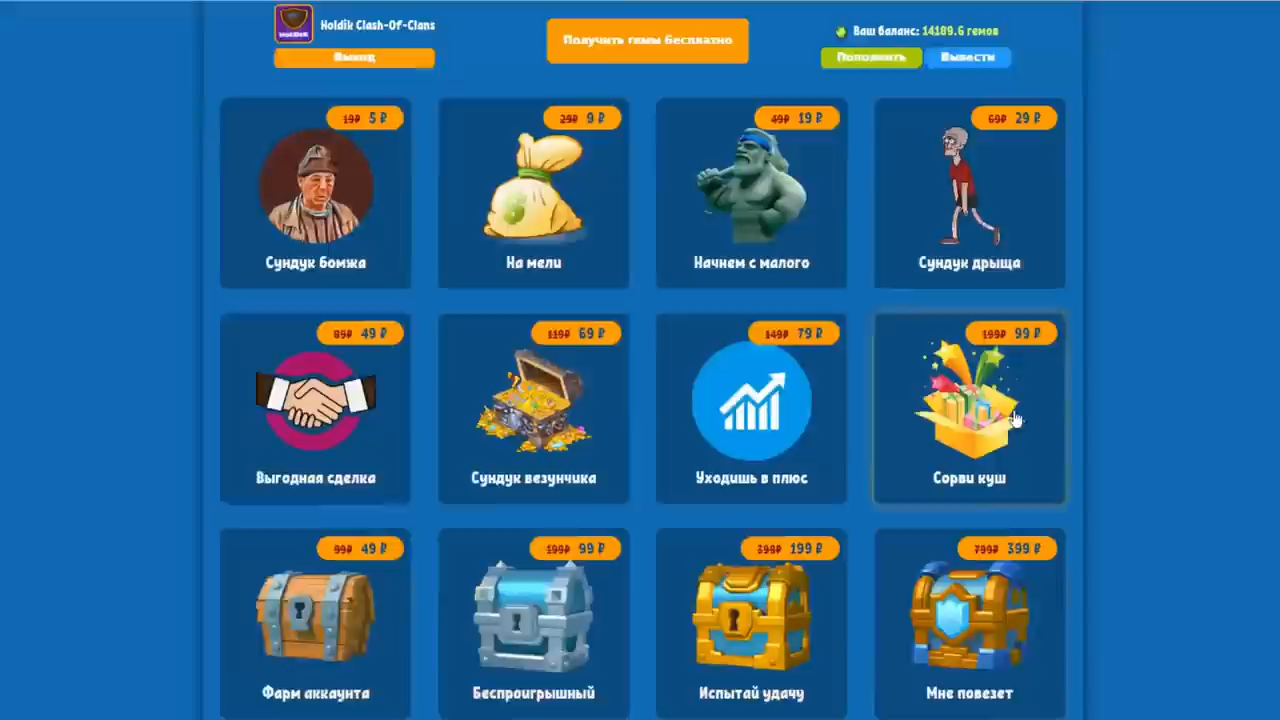 Holdik Clash-Of-Clans
Выход
Получить гемы бесплатно
Ваш баланс: 14189.6 гемов
Пополнить
Вывести
19₽ 5 ₽
Сундук бомжа
29₽ 9 ₽
На мели
49₽ 19 ₽
Начнем с малого
69₽ 29 ₽
Сундук дрыща
89₽ 49 ₽
Выгодная сделка
119₽ 69 ₽
Сундук везунчика
149₽ 79 ₽
Уходишь в плюс
199₽ 99 ₽
Сорви куш
99₽ 49 ₽
Фарм аккаунта
199₽ 99 ₽
Беспроигрышный
399₽ 199 ₽
Испытай удачу
799₽ 399 ₽
Мне повезет